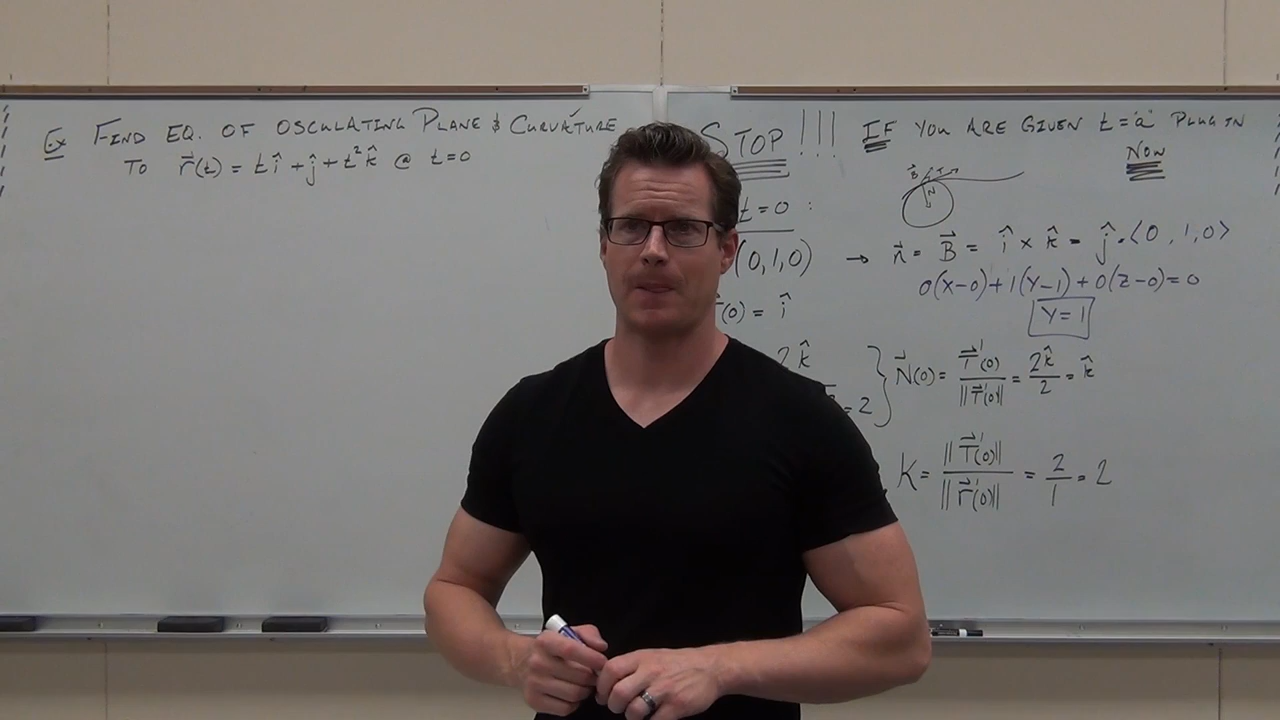 Ex FIND EQ. OF OSCULATING PLANE & CURVATURE
TO r⃗(t) = t î + ĵ + t² k̂ @ t=0
STOP!!!
t=0 :
(0,1,0)
(0) = î
2 k̂
= 2
IF YOU ARE GIVEN t="a" PLUG IN
NOW
B⃗ T⃗
N
→ n⃗ = B⃗ = î × k̂ = ĵ = <0, 1, 0>
0(x-0)+1(Y-1)+0(z-0)=0
Y=1
} N⃗(0) = T⃗'(0) / ||T⃗'(0)|| = 2k̂ / 2 = k̂
K = ||T⃗'(0)|| / ||r⃗'(0)|| = 2 / 1 = 2